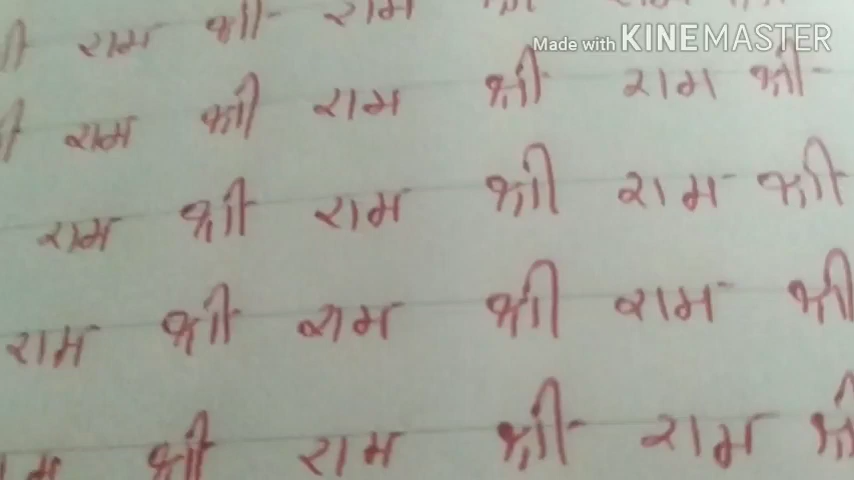 श्री राम श्री राम
Made with KINEMASTER
श्री राम श्री राम श्री राम श्री
राम श्री राम श्री राम श्री
राम श्री राम श्री राम श्री
राम श्री राम श्री राम श्री